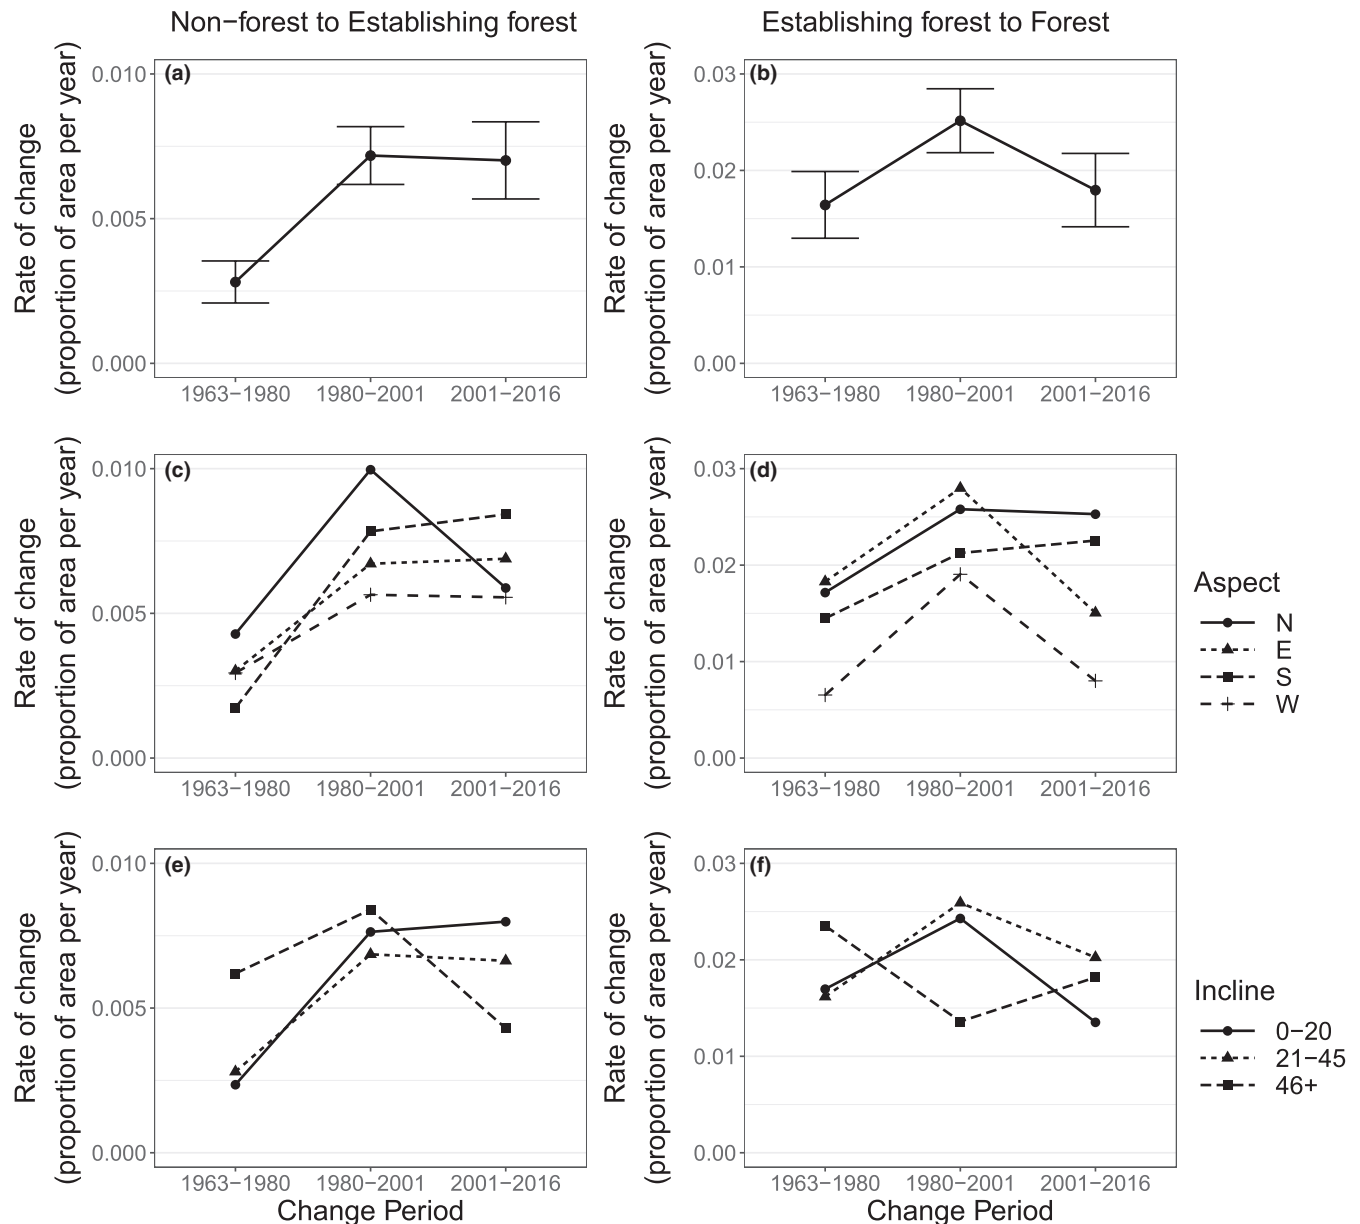 Non−forest to Establishing forest
Establishing forest to Forest
(a)
Rate of change
(proportion of area per year)
0.010
0.005
0.000
1963−1980 1980−2001 2001−2016
(b)
Rate of change
(proportion of area per year)
0.03
0.02
0.01
0.00
1963−1980 1980−2001 2001−2016
(c)
Rate of change
(proportion of area per year)
0.010
0.005
0.000
1963−1980 1980−2001 2001−2016
(d)
Rate of change
(proportion of area per year)
0.03
0.02
0.01
0.00
1963−1980 1980−2001 2001−2016
Aspect
N
E
S
W
(e)
Rate of change
(proportion of area per year)
0.010
0.005
0.000
1963−1980 1980−2001 2001−2016
Change Period
(f)
Rate of change
(proportion of area per year)
0.03
0.02
0.01
0.00
1963−1980 1980−2001 2001−2016
Change Period
Incline
0−20
21−45
46+